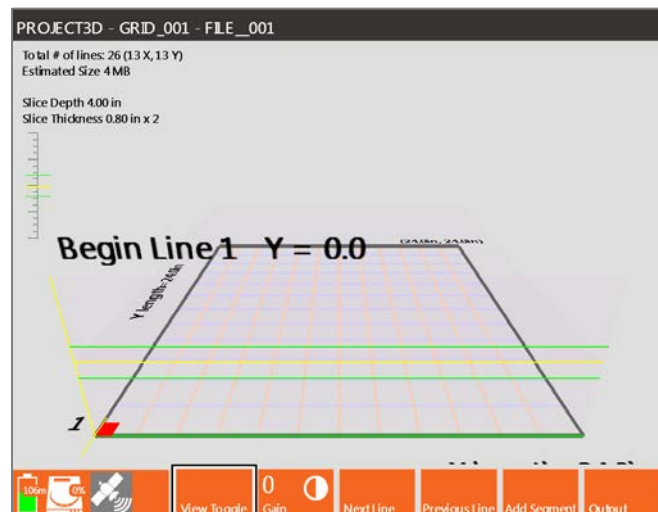 PROJECT3D - GRID_001 - FILE__001
Total # of lines: 26 (13 X, 13 Y)
Estimated Size 4 MB
Slice Depth 4.00 in
Slice Thickness 0.80 in x 2
(24.0in, 24.0in)
Begin Line 1 Y = 0.0
Y length=24.0in
1
106m
0%
View Toggle
0
Gain
Next Line
Previous Line
Add Segment
Output